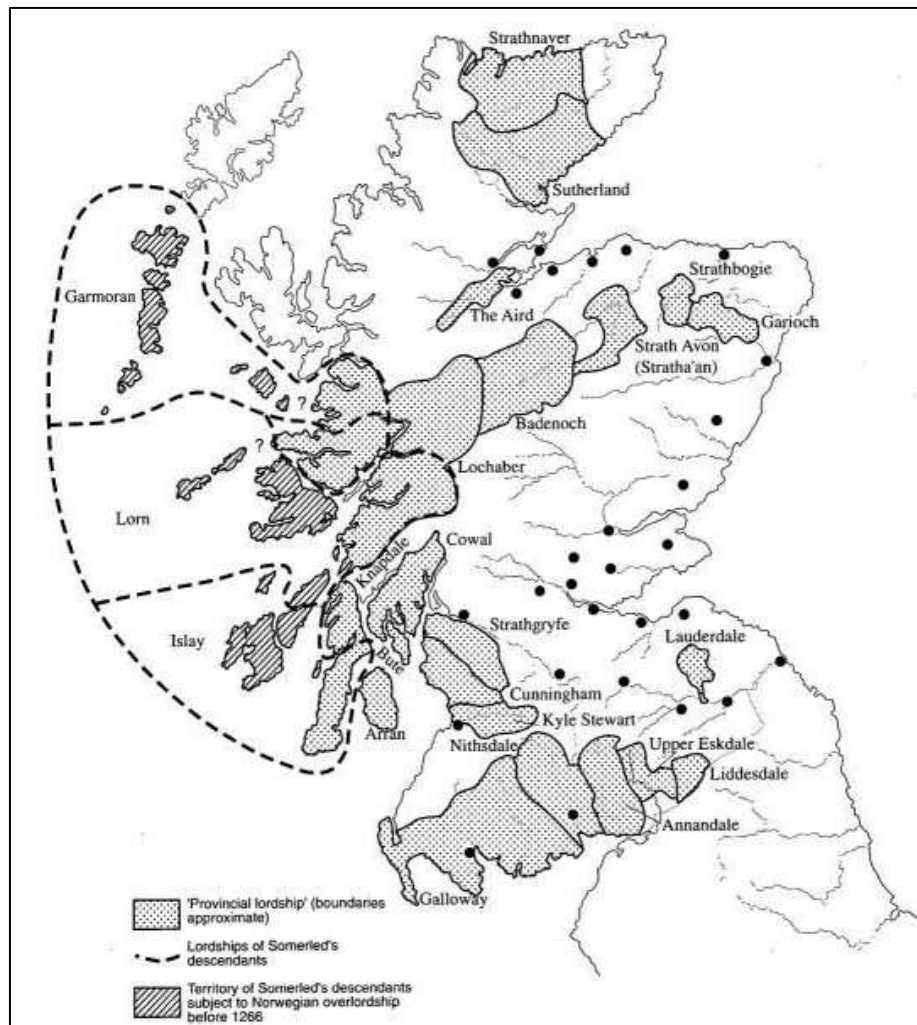 Strathnaver
Sutherland
Garmoran
Strathbogie
The Aird
Garioch
Strath Avon
(Stratha'an)
?
Badenoch
?
Lochaber
Lorn
Knapdale
Cowal
Islay
Bute
Strathgryfe
Lauderdale
Cunningham
Kyle Stewart
Arran
Nithsdale
Upper Eskdale
Liddesdale
Annandale
Galloway
'Provincial lordship' (boundaries
approximate)
Lordships of Somerled's
descendants
Territory of Somerled's descendants
subject to Norwegian overlordship
before 1266